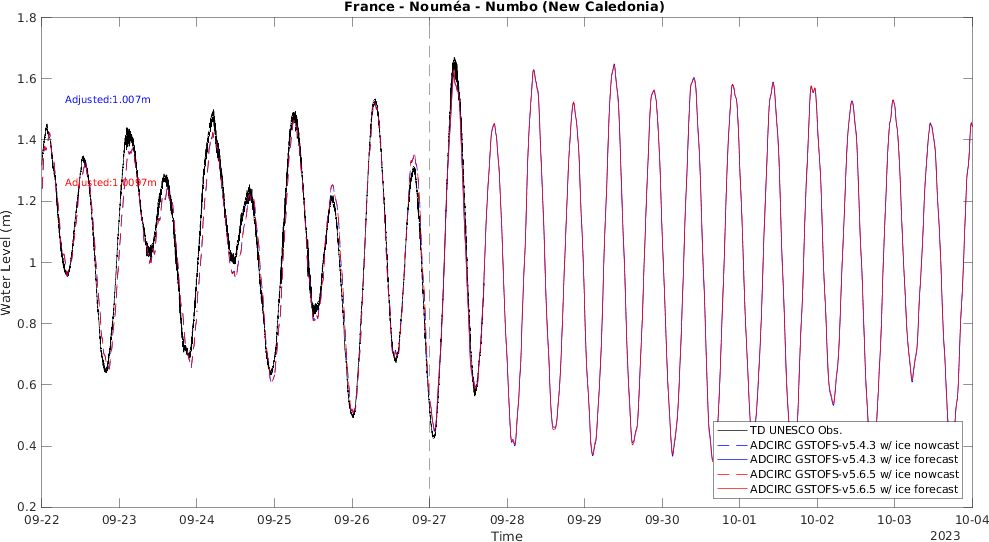 France - Nouméa - Numbo (New Caledonia)
Water Level (m)
1.8
1.6
1.4
1.2
1
0.8
0.6
0.4
0.2
Adjusted:1.007m
Adjusted:1.0097m
TD UNESCO Obs.
ADCIRC GSTOFS-v5.4.3 w/ ice nowcast
ADCIRC GSTOFS-v5.4.3 w/ ice forecast
ADCIRC GSTOFS-v5.6.5 w/ ice nowcast
ADCIRC GSTOFS-v5.6.5 w/ ice forecast
09-22 09-23 09-24 09-25 09-26 09-27 09-28 09-29 09-30 10-01 10-02 10-03 10-04
Time
2023